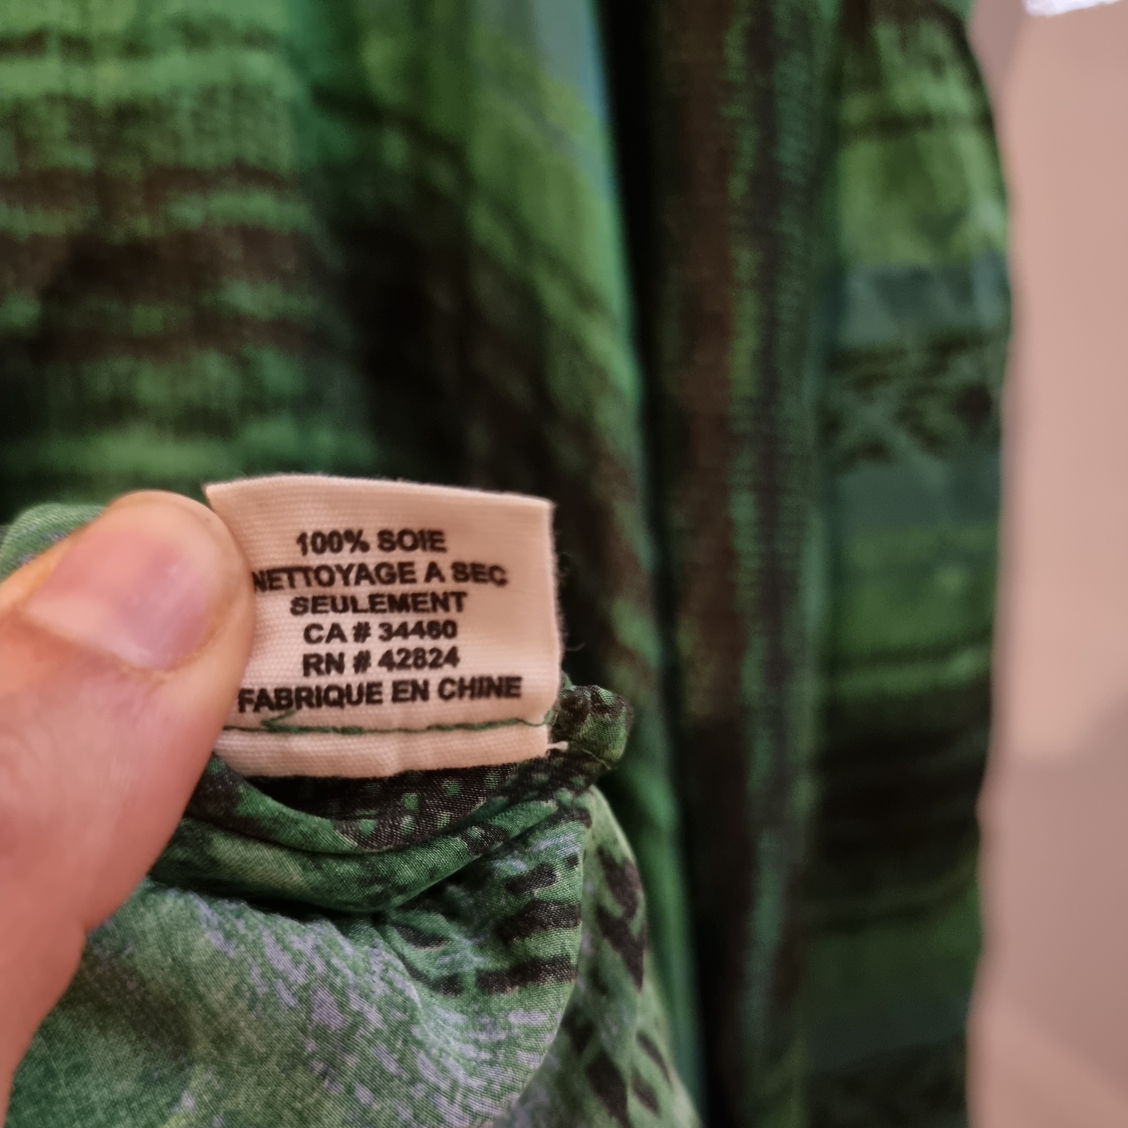 100% SOIE
NETTOYAGE A SEC
SEULEMENT
CA # 34460
RN # 42824
FABRIQUE EN CHINE